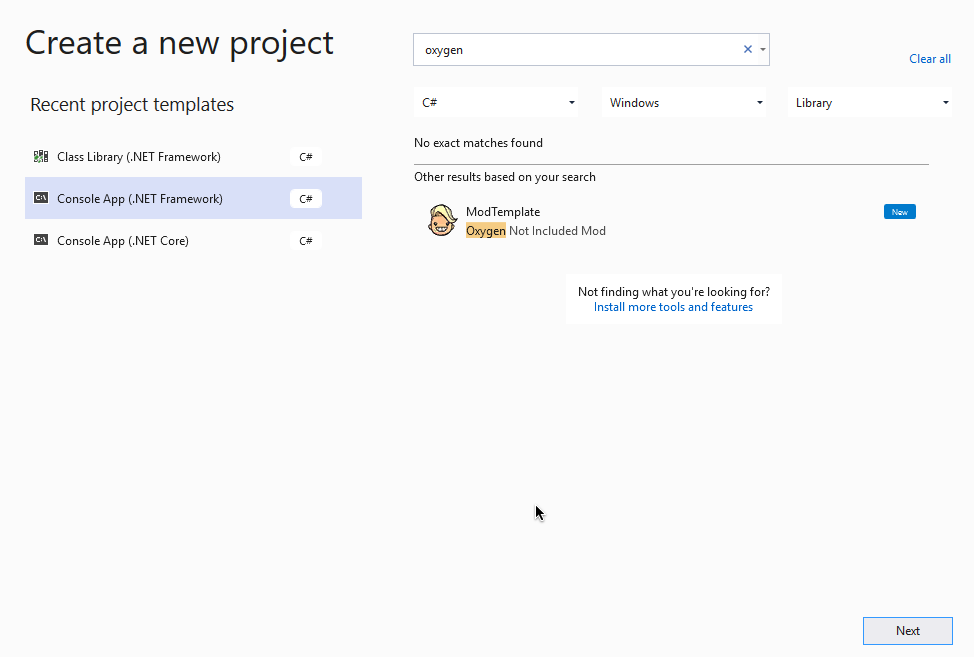 Create a new project
oxygen
Clear all
Recent project templates
C#
Windows
Library
No exact matches found
Class Library (.NET Framework)
C#
Other results based on your search
Console App (.NET Framework)
C#
ModTemplate
New
Oxygen Not Included Mod
Console App (.NET Core)
C#
Not finding what you're looking for?
Install more tools and features
Next